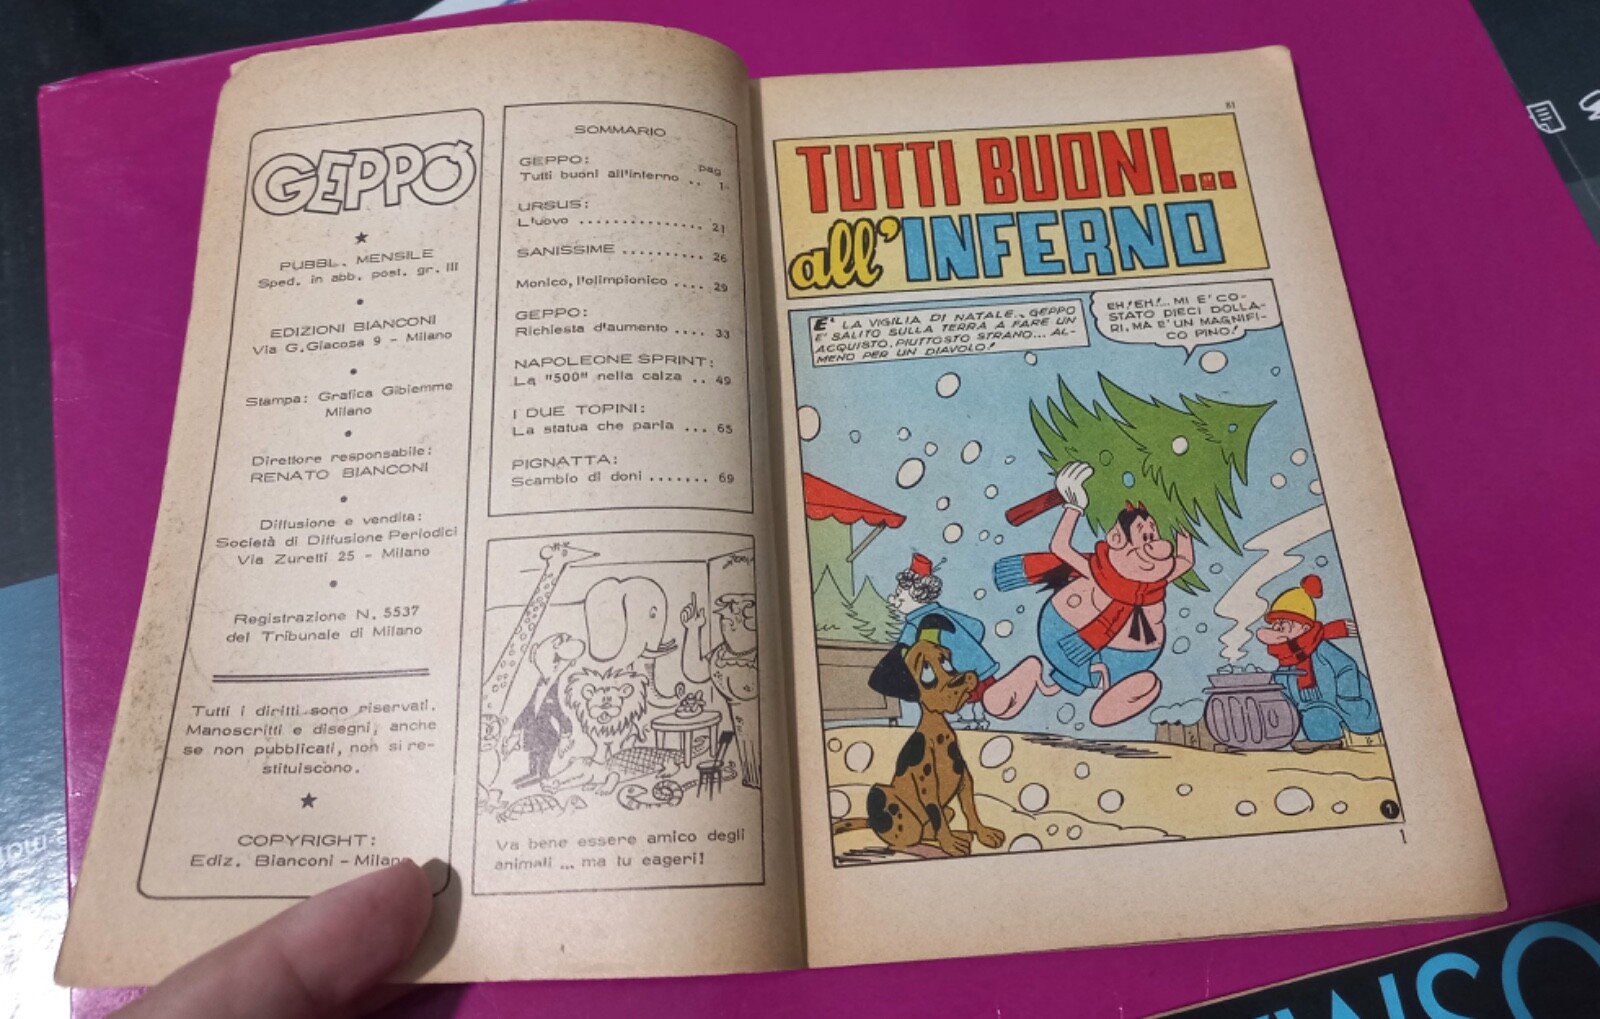 GEPPO
★
PUBBL. MENSILE
Sped. in abb. post. gr. III
EDIZIONI BIANCONI
Via G. Giacosa 9 - Milano
Stampa: Grafica Gibiemme
Milano
Direttore responsabile:
RENATO BIANCONI
Diffusione e vendita:
Società di Diffusione Periodici
Via Zuretti 25 - Milano
Registrazione N. 5537
del Tribunale di Milano
Tutti i diritti sono riservati.
Manoscritti e disegni, anche
se non pubblicati, non si re-
stituiscono.
★
COPYRIGHT:
Ediz. Bianconi - Milano
SOMMARIO
GEPPO: pag
Tutti buoni all'inferno .. 1
URSUS:
L'uovo ............. 21
SANISSIME .......... 26
Monico, l'olimpionico .... 29
GEPPO:
Richiesta d'aumento .... 33
NAPOLEONE SPRINT:
La "500" nella calza .. 49
I DUE TOPINI:
La statua che parla ... 65
PIGNATTA:
Scambio di doni ....... 69
Va bene essere amico degli
animali ... ma tu eageri!
81
TUTTI BUONI...
all'INFERNO
E' LA VIGILIA DI NATALE. GEPPO
E' SALITO SULLA TERRA A FARE UN
ACQUISTO. PIUTTOSTO STRANO... AL-
MENO PER UN DIAVOLO!
EH! EH!... MI E' CO-
STATO DIECI DOLLA-
RI, MA E' UN MAGNIFI-
CO PINO!
1
1